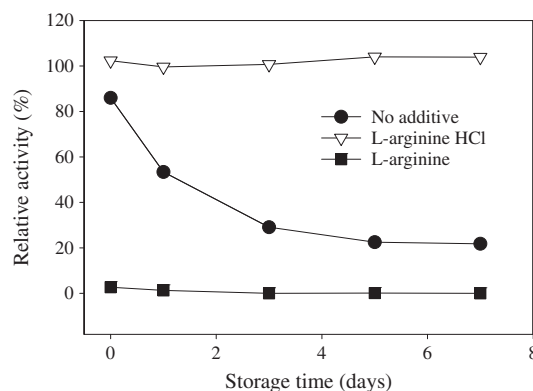 120
100
80
60
40
20
0
Relative activity (%)
No additive
L-arginine HCl
L-arginine
0 2 4 6 8
Storage time (days)